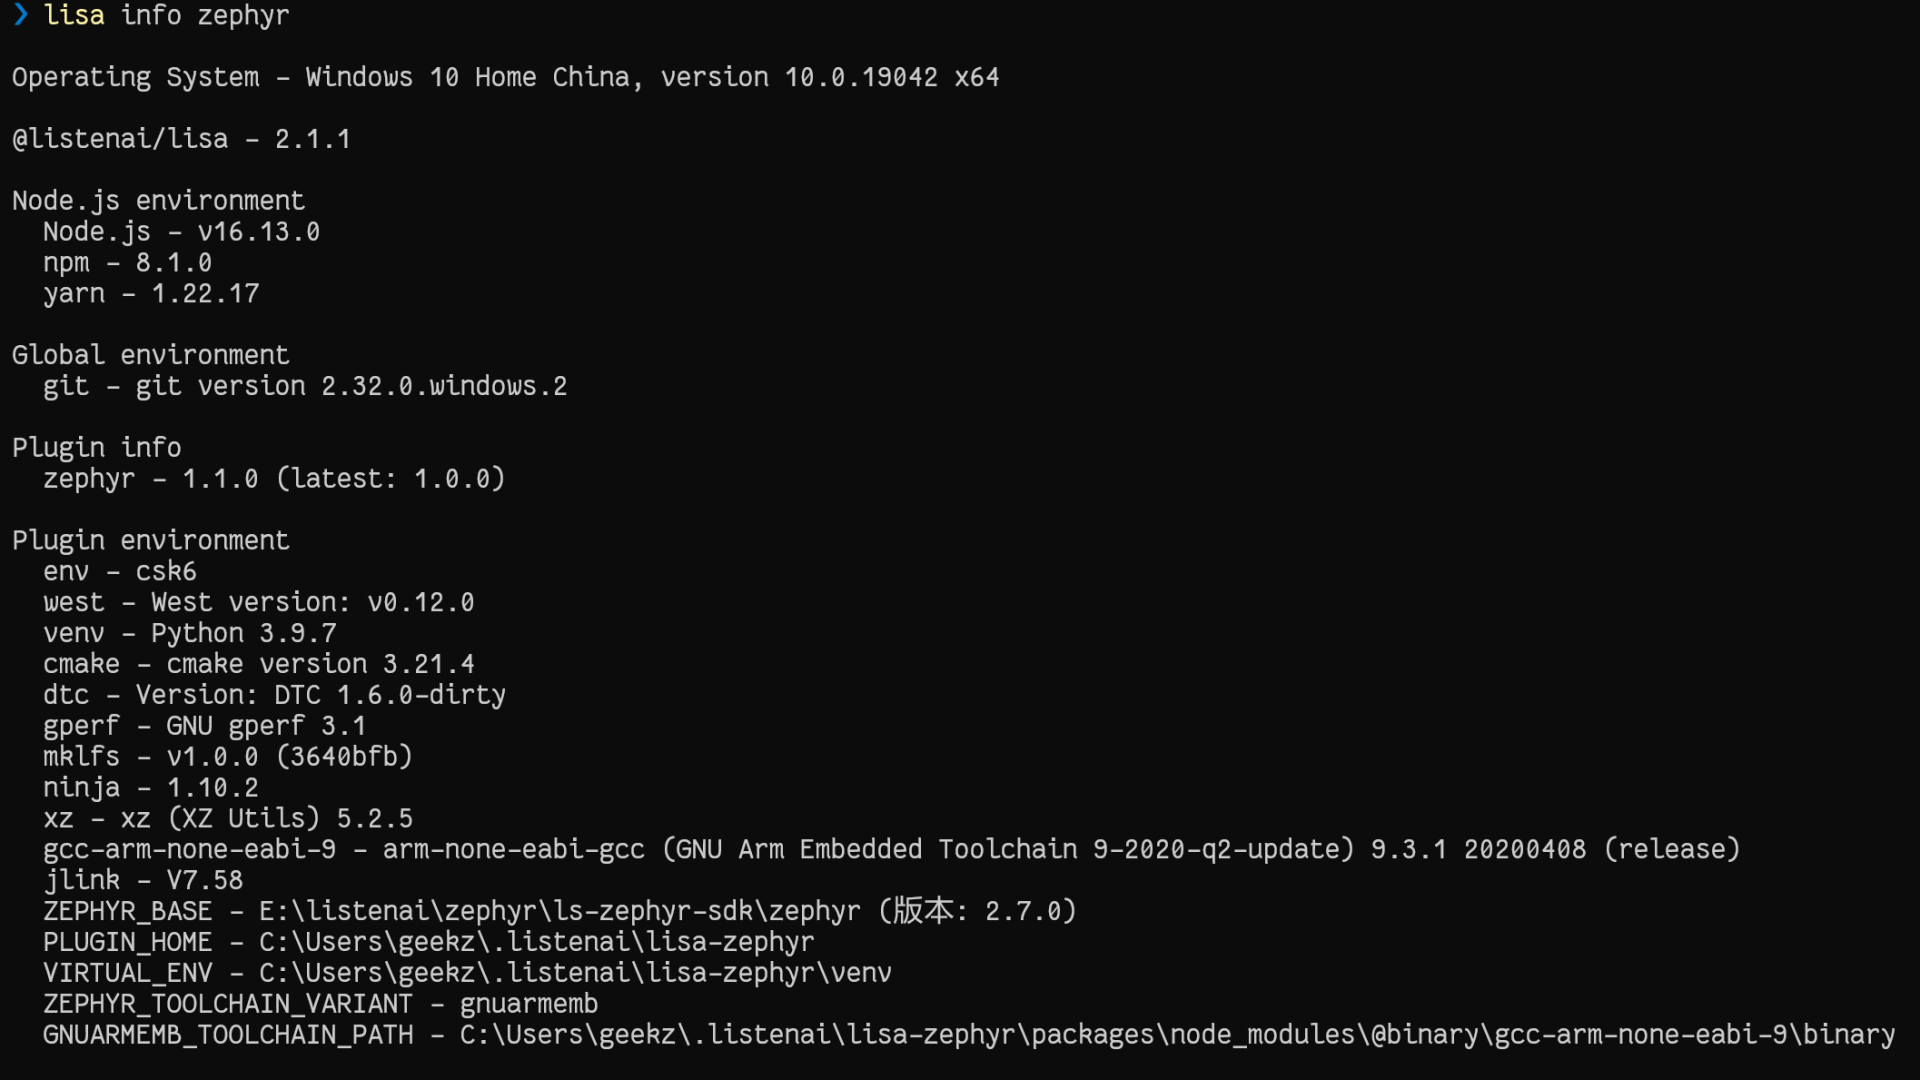 ❯ lisa info zephyr
Operating System - Windows 10 Home China, version 10.0.19042 x64
@listenai/lisa - 2.1.1
Node.js environment
Node.js - v16.13.0
npm - 8.1.0
yarn - 1.22.17
Global environment
git - git version 2.32.0.windows.2
Plugin info
zephyr - 1.1.0 (latest: 1.0.0)
Plugin environment
env - csk6
west - West version: v0.12.0
venv - Python 3.9.7
cmake - cmake version 3.21.4
dtc - Version: DTC 1.6.0-dirty
gperf - GNU gperf 3.1
mklfs - v1.0.0 (3640bfb)
ninja - 1.10.2
xz - xz (XZ Utils) 5.2.5
gcc-arm-none-eabi-9 - arm-none-eabi-gcc (GNU Arm Embedded Toolchain 9-2020-q2-update) 9.3.1 20200408 (release)
jlink - V7.58
ZEPHYR_BASE - E:\listenai\zephyr\ls-zephyr-sdk\zephyr (版本: 2.7.0)
PLUGIN_HOME - C:\Users\geekz\.listenai\lisa-zephyr
VIRTUAL_ENV - C:\Users\geekz\.listenai\lisa-zephyr\venv
ZEPHYR_TOOLCHAIN_VARIANT - gnuarmemb
GNUARMEMB_TOOLCHAIN_PATH - C:\Users\geekz\.listenai\lisa-zephyr\packages\node_modules\@binary\gcc-arm-none-eabi-9\binary